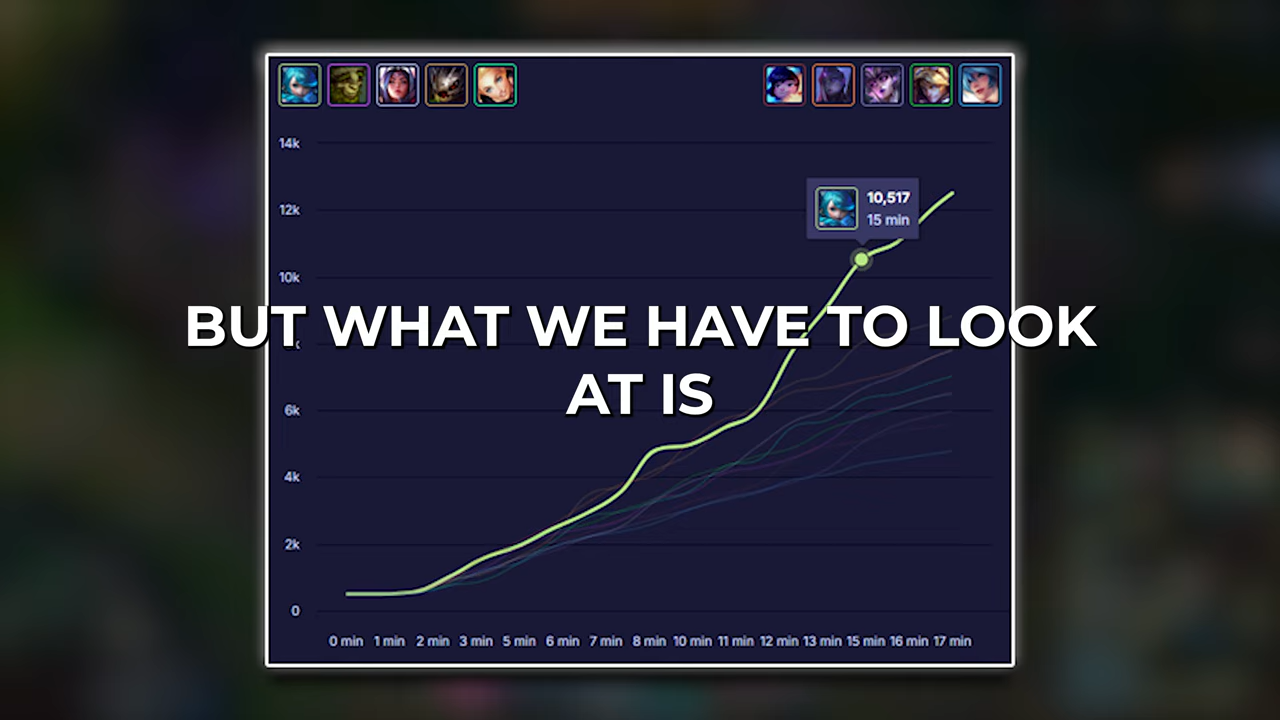 14k
12k
10,517
15 min
10k
BUT WHAT WE HAVE TO LOOK
AT IS
6k
4k
2k
0
0 min 1 min 2 min 3 min 5 min 6 min 7 min 8 min 10 min 11 min 12 min 13 min 15 min 16 min 17 min